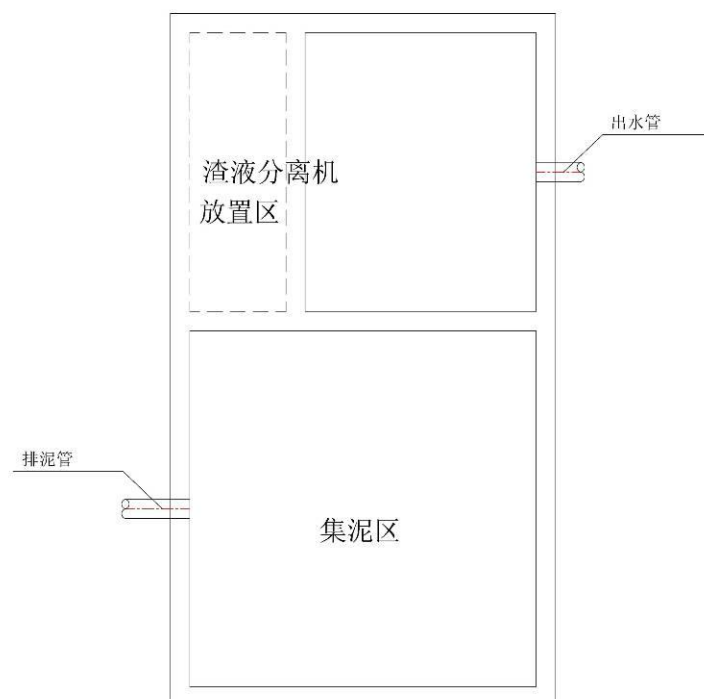 出水管
渣液分离机
放置区
排泥管
集泥区